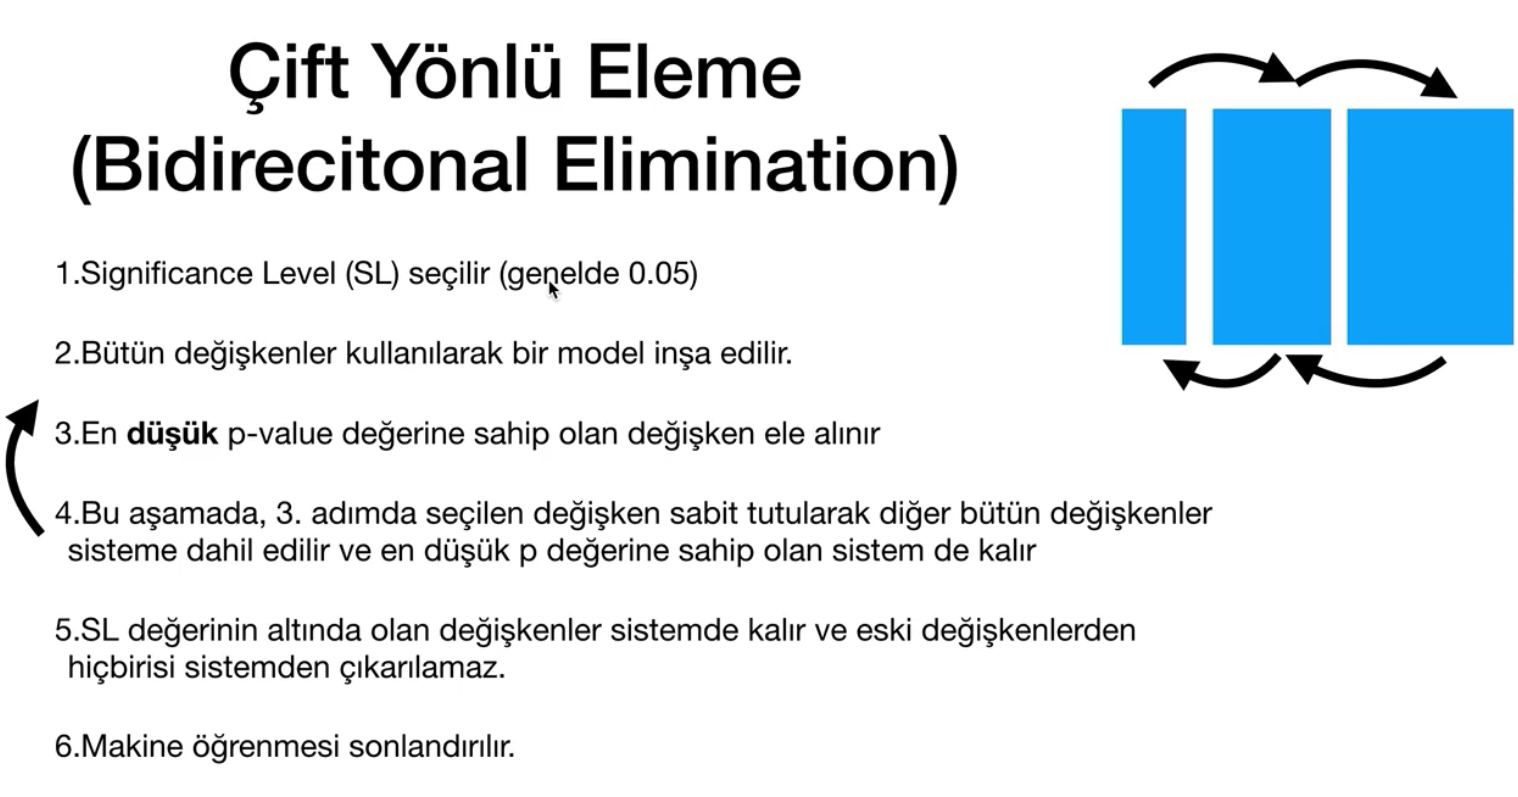 Çift Yönlü Eleme
(Bidirecitonal Elimination)
1.Significance Level (SL) seçilir (genelde 0.05)
2.Bütün değişkenler kullanılarak bir model inşa edilir.
3.En düşük p-value değerine sahip olan değişken ele alınır
4.Bu aşamada, 3. adımda seçilen değişken sabit tutularak diğer bütün değişkenler
sisteme dahil edilir ve en düşük p değerine sahip olan sistem de kalır
5.SL değerinin altında olan değişkenler sistemde kalır ve eski değişkenlerden
hiçbirisi sistemden çıkarılamaz.
6.Makine öğrenmesi sonlandırılır.